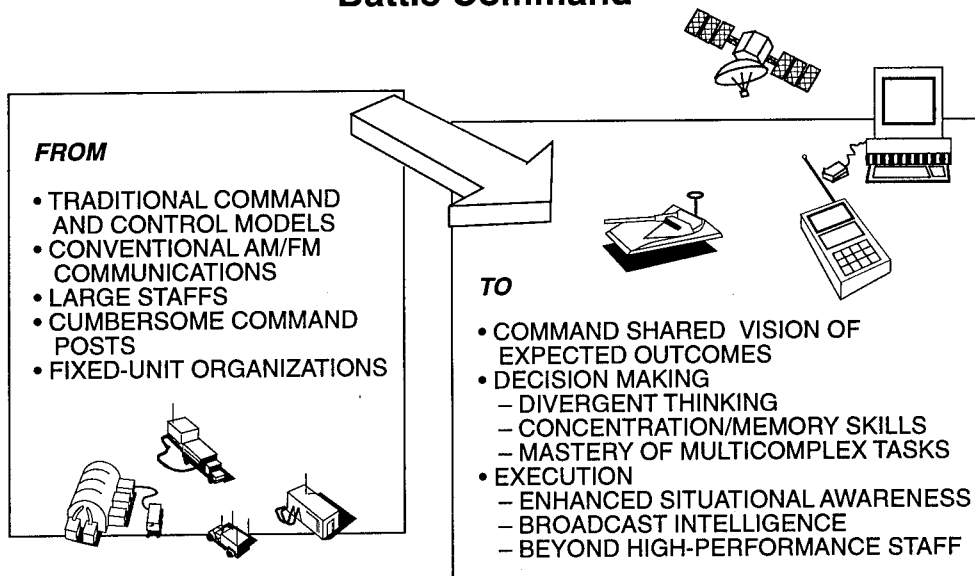 Battle Command
FROM
• TRADITIONAL COMMAND
AND CONTROL MODELS
• CONVENTIONAL AM/FM
COMMUNICATIONS
• LARGE STAFFS
• CUMBERSOME COMMAND
POSTS
• FIXED-UNIT ORGANIZATIONS
TO
• COMMAND SHARED VISION OF
EXPECTED OUTCOMES
• DECISION MAKING
– DIVERGENT THINKING
– CONCENTRATION/MEMORY SKILLS
– MASTERY OF MULTICOMPLEX TASKS
• EXECUTION
– ENHANCED SITUATIONAL AWARENESS
– BROADCAST INTELLIGENCE
– BEYOND HIGH-PERFORMANCE STAFF